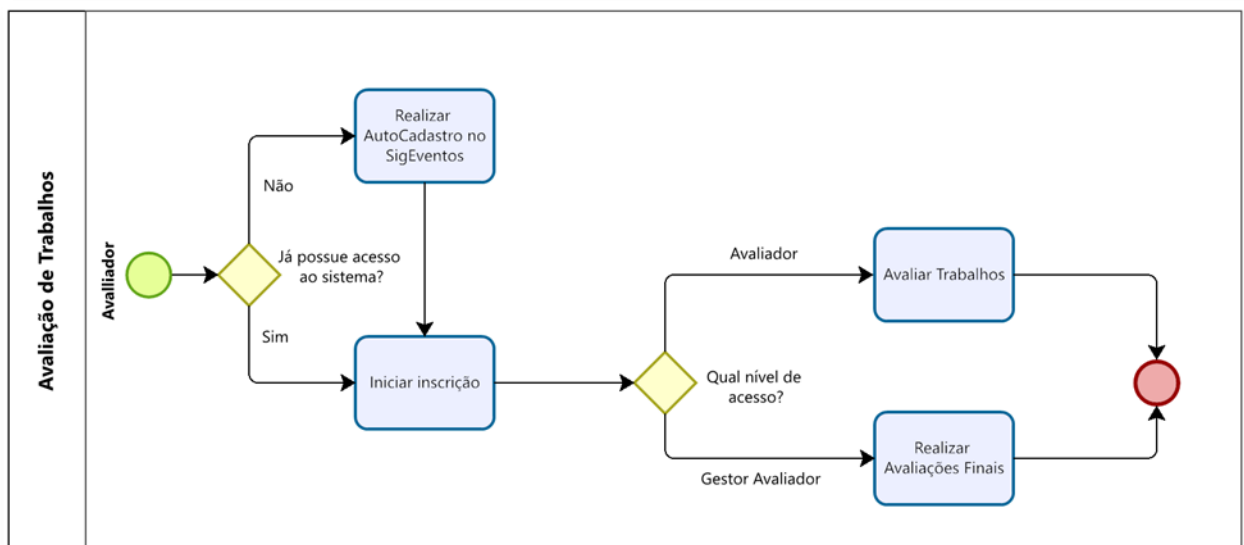 Avaliação de Trabalhos
Avalliador
Realizar
AutoCadastro no
SigEventos
Não
Já possue acesso
ao sistema?
Sim
Iniciar inscrição
Avaliador
Avaliar Trabalhos
Qual nível de
acesso?
Gestor Avaliador
Realizar
Avaliações Finais